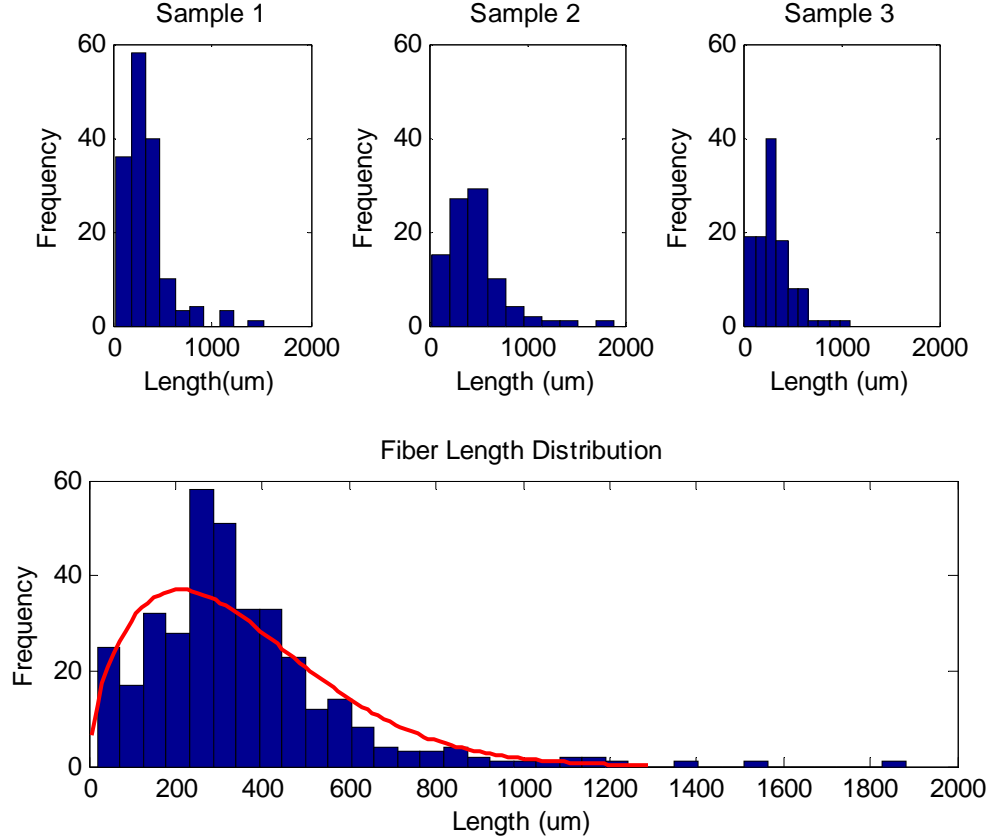 Sample 1
Sample 2
Sample 3
60
40
20
0
Frequency
0 1000 2000
Length(um)
60
40
20
0
Frequency
0 1000 2000
Length (um)
60
40
20
0
Frequency
0 1000 2000
Length (um)
Fiber Length Distribution
60
40
20
0
Frequency
0 200 400 600 800 1000 1200 1400 1600 1800 2000
Length (um)